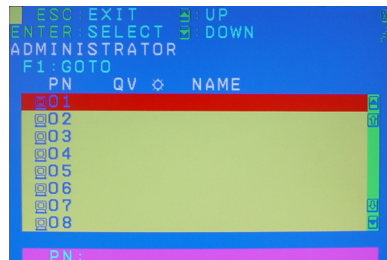 ESC:EXIT :UP
ENTER:SELECT :DOWN
ADMINISTRATOR
F1:GOTO
PN QV NAME
01
02
03
04
05
06
07
08
PN: